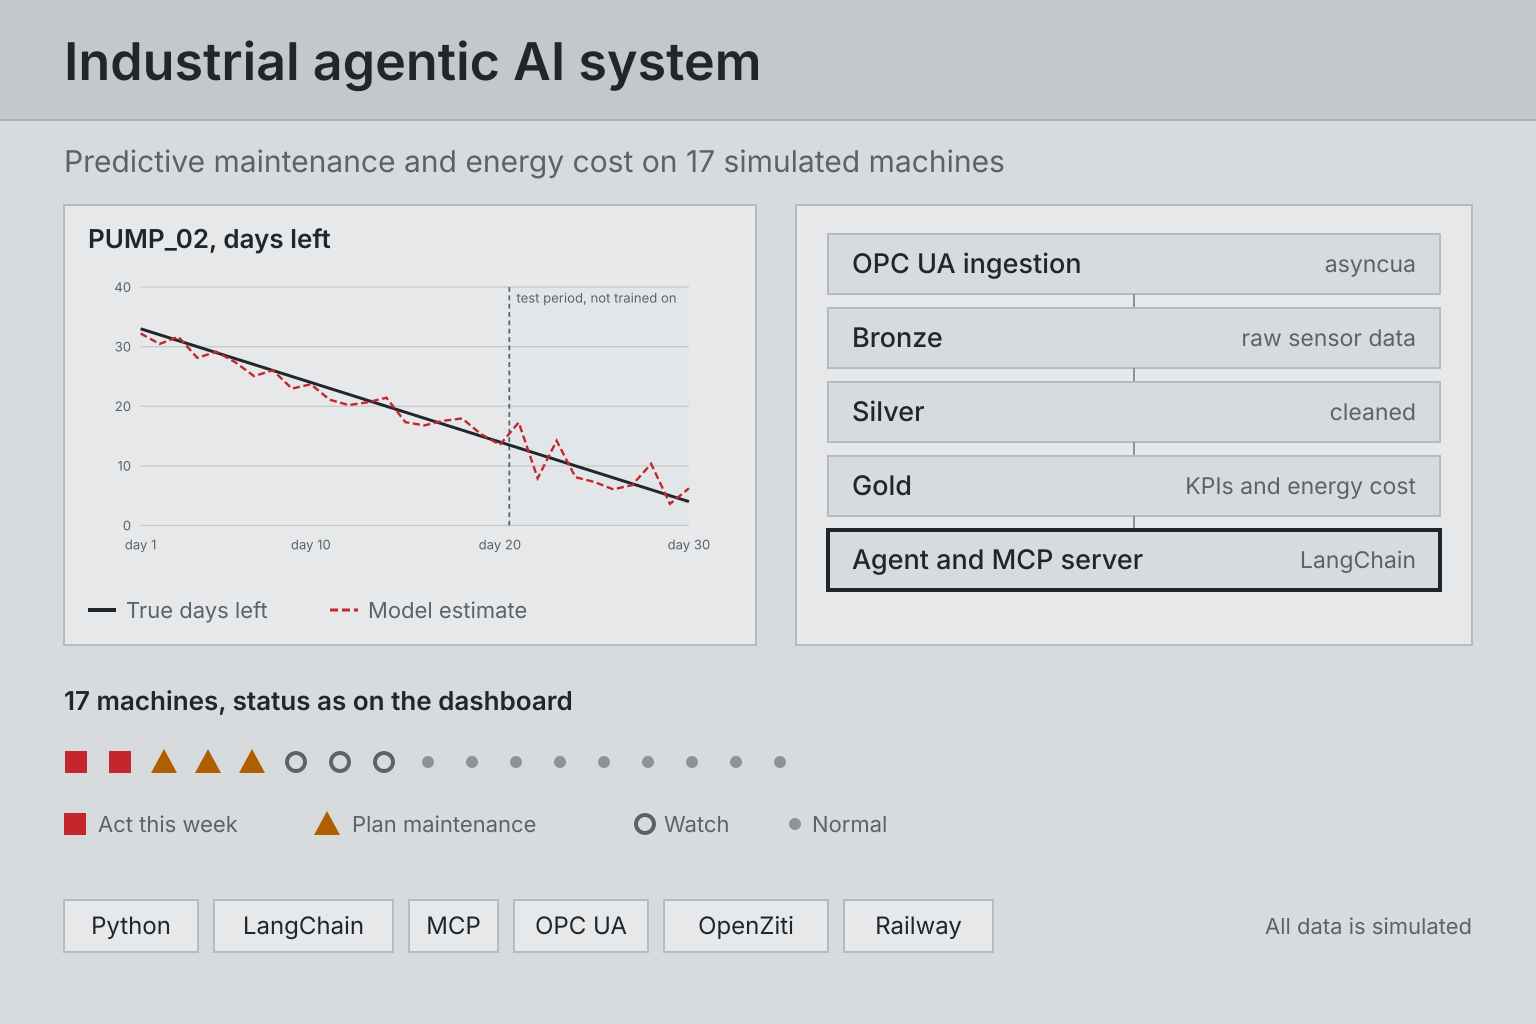 Industrial agentic AI system
Predictive maintenance and energy cost on 17 simulated machines
PUMP_02, days left
40
test period, not trained on
30
20
10
0
day 1
day 10
day 20
day 30
True days left
Model estimate
OPC UA ingestion
asyncua
Bronze
raw sensor data
Silver
cleaned
Gold
KPIs and energy cost
Agent and MCP server
LangChain
17 machines, status as on the dashboard
Act this week
Plan maintenance
Watch
Normal
Python
LangChain
MCP
OPC UA
OpenZiti
Railway
All data is simulated